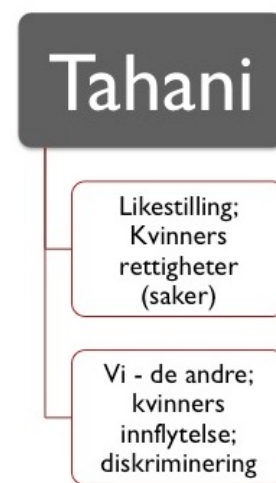 Tahani
Likestilling;
Kvinners
rettigheter
(saker)
Vi - de andre;
kvinners
innflytelse;
diskriminering